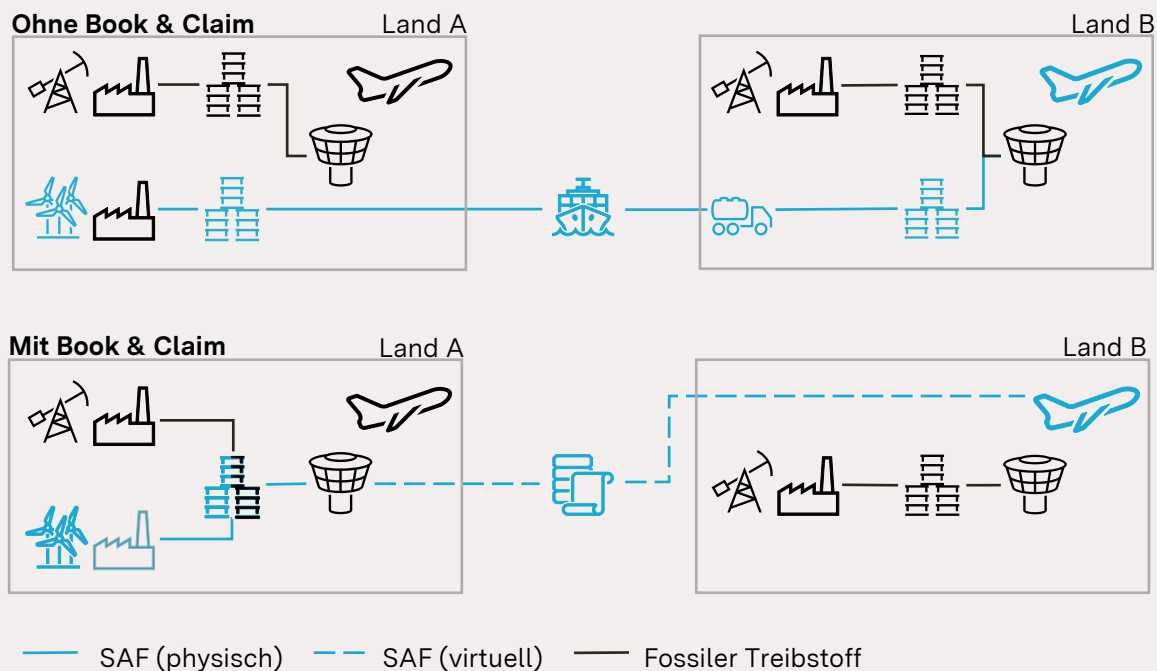 Ohne Book & Claim
Land A
Land B
Mit Book & Claim
Land A
Land B
SAF (physisch)
SAF (virtuell)
Fossiler Treibstoff